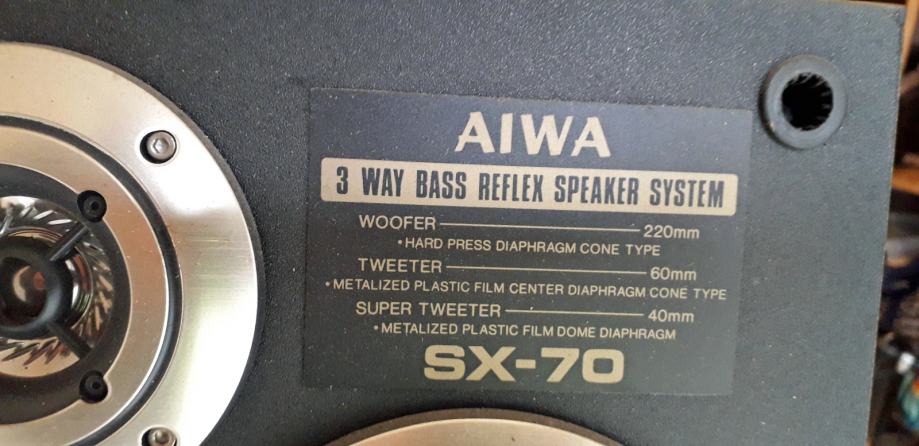 AIWA
3 WAY BASS REFLEX SPEAKER SYSTEM
WOOFER 220mm
•HARD PRESS DIAPHRAGM CONE TYPE
TWEETER 60mm
•METALIZED PLASTIC FILM CENTER DIAPHRAGM CONE TYPE
SUPER TWEETER 40mm
•METALIZED PLASTIC FILM DOME DIAPHRAGM
SX-70